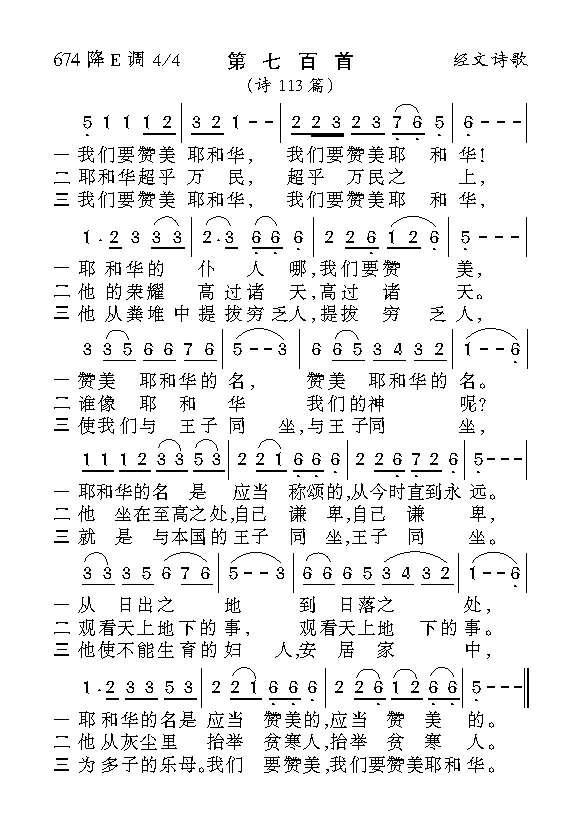 674 降 E 调 4/4 第七百首 经文诗歌
(诗 113 篇)
5 1 1 1 2 | 3 2 1 - - | 2 2 3 2 3 7 6 5 | 6 - - -
一 我们要赞美 耶和华, 我们要赞美耶 和 华!
二 耶和华超乎 万 民, 超乎 万民之 上,
三 我们要赞美 耶和华, 我们要赞美耶 和 华,
1 · 2 3 3 3 | 2 · 3 6 6 6 | 2 2 6 1 2 6 | 5 - - -
一 耶 和华的 仆 人 哪,我们要赞 美,
二 他 的荣耀 高 过诸 天,高过 诸 天。
三 他 从粪堆 中 提 拔穷乏人,提拔 穷 乏 人,
3 3 5 6 6 7 6 | 5 - - 3 | 6 6 5 3 4 3 2 | 1 - - 6
一 赞美 耶和华的 名, 赞美 耶和华的 名。
二 谁像 耶 和 华 我们的神 呢?
三 使我们与 王子 同 坐,与王子同 坐,
1 1 1 2 3 3 5 3 | 2 2 1 6 6 6 | 2 2 6 7 2 6 | 5 - - -
一 耶和华的名 是 应当 称颂的,从今时直到永 远。
二 他 坐在至高之处,自己 谦 卑,自己 谦 卑,
三 就 是 与本国的王子 同 坐,王子 同 坐。
3 3 3 5 6 7 6 | 5 - - 3 | 6 6 6 5 3 4 3 2 | 1 - - 6
一 从 日出之 地 到 日落之 处,
二 观看天上地下的 事, 观看天上地 下的 事。
三 他使不能生育的 妇 人,安 居 家 中,
1 · 2 3 3 5 3 | 2 2 1 6 6 6 | 2 2 6 1 2 6 6 | 5 - - -
一 耶 和华的名是 应当 赞美的,应当 赞 美 的。
二 他 从灰尘里 抬举 贫寒人,抬举 贫 寒 人。
三 为 多子的乐母。我们 要赞美,我们要赞美耶和 华。